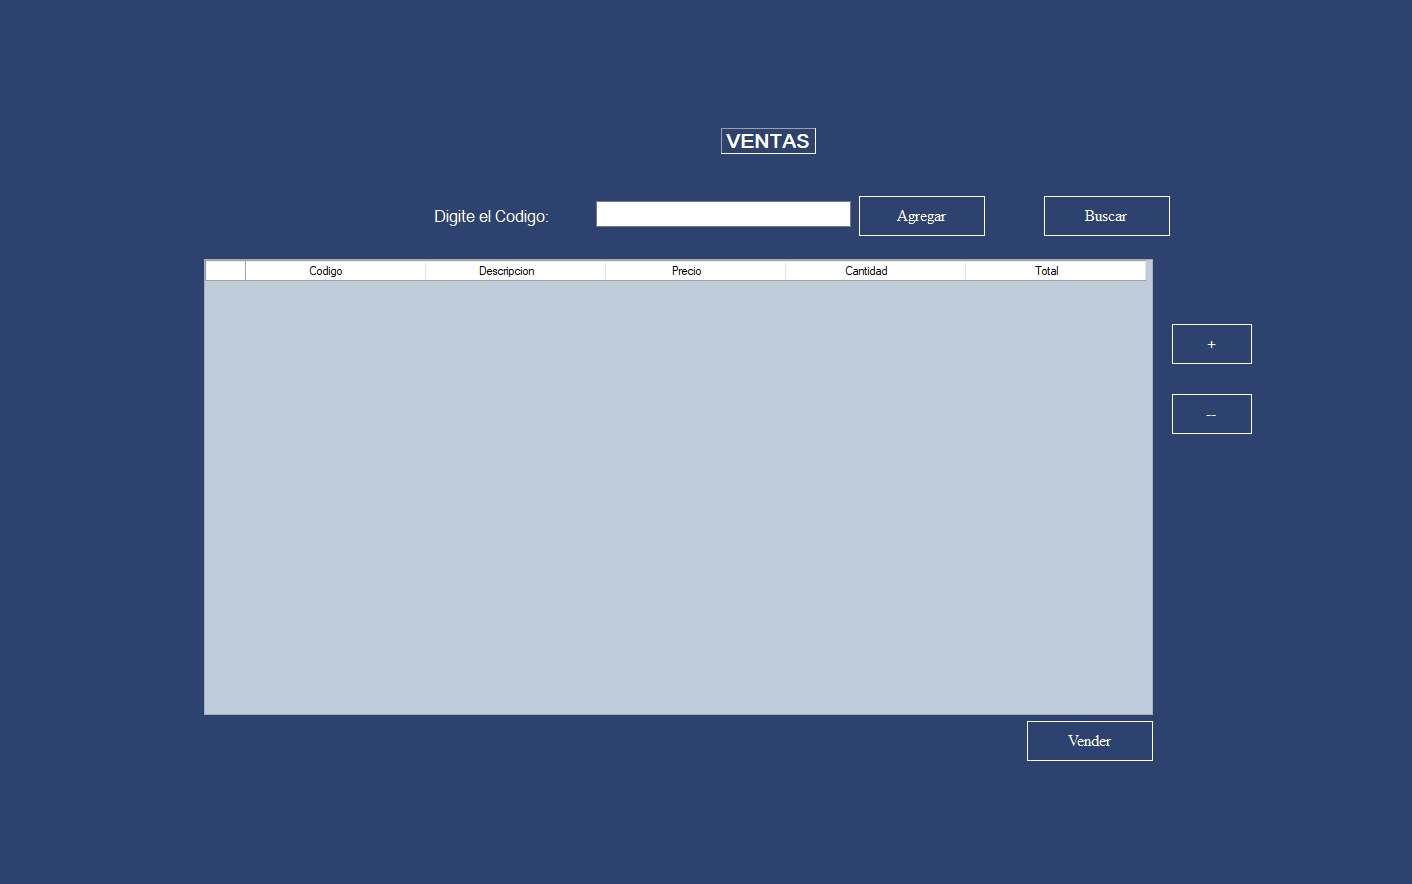 VENTAS
Digite el Codigo: Agregar Buscar
Codigo Descripcion Precio Cantidad Total
+
--
Vender